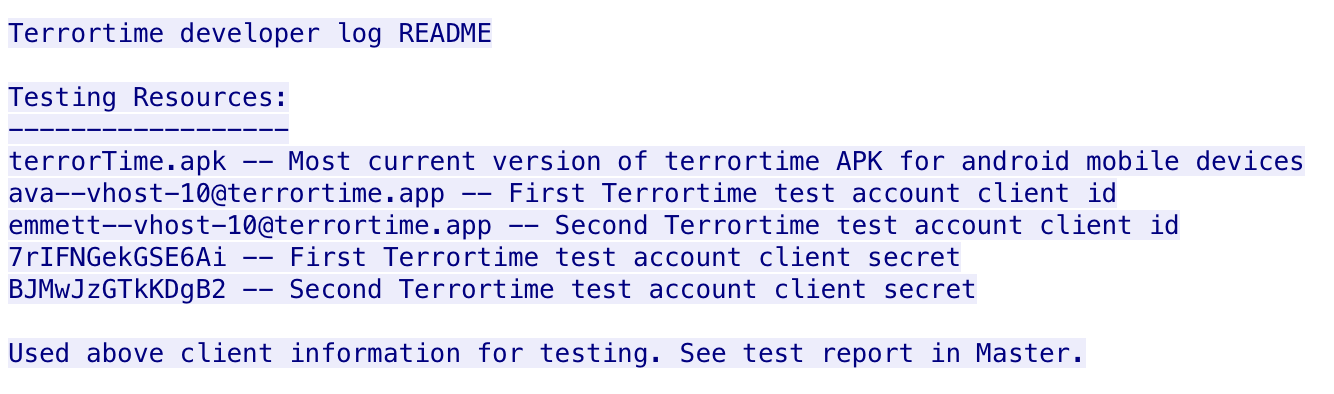 Terrortime developer log README
Testing Resources:
------------------
terrorTime.apk -- Most current version of terrortime APK for android mobile devices
ava--vhost-10@terrortime.app -- First Terrortime test account client id
emmett--vhost-10@terrortime.app -- Second Terrortime test account client id
7rIFNGekGSE6Ai -- First Terrortime test account client secret
BJMwJzGTkKDgB2 -- Second Terrortime test account client secret
Used above client information for testing. See test report in Master.